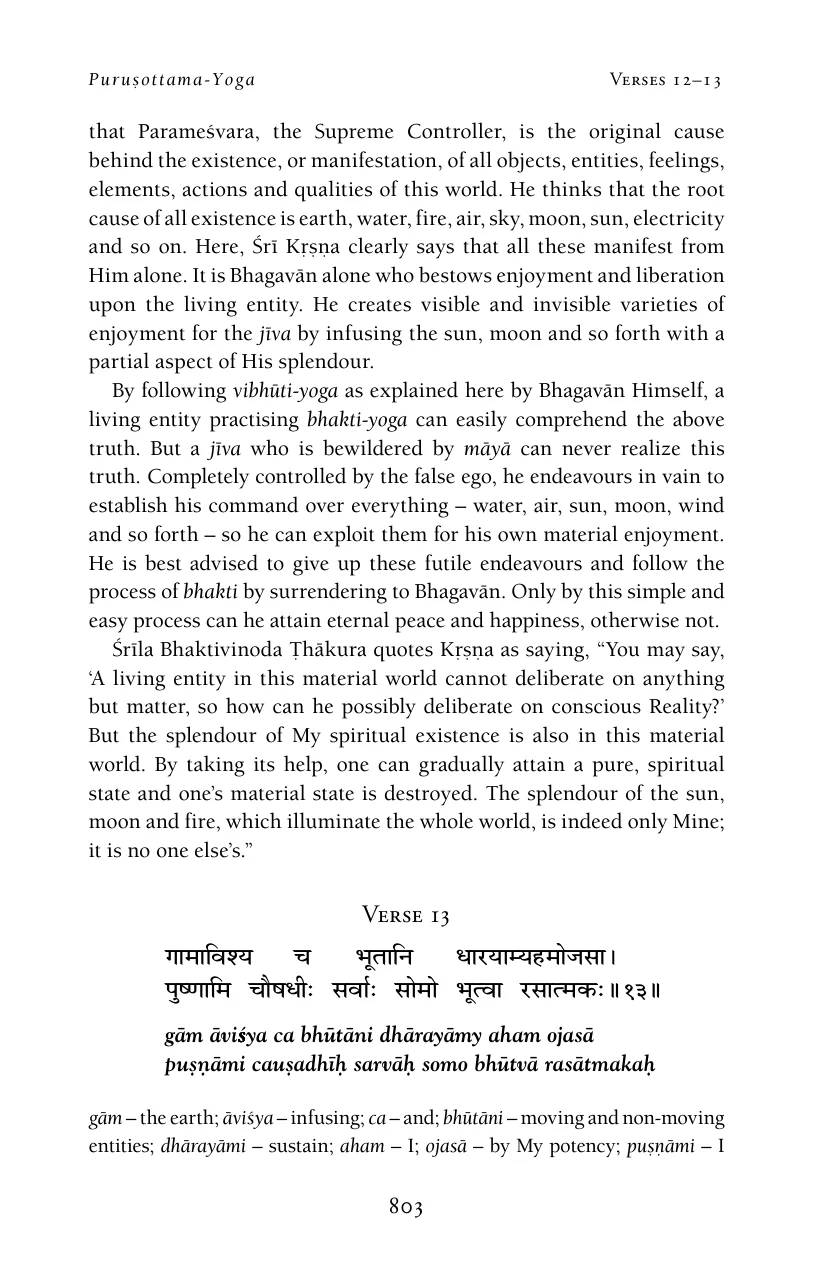 Puruṣottama-Yoga Verses 12–13
that Parameśvara, the Supreme Controller, is the original cause
behind the existence, or manifestation, of all objects, entities, feelings,
elements, actions and qualities of this world. He thinks that the root
cause of all existence is earth, water, fire, air, sky, moon, sun, electricity
and so on. Here, Śrī Kṛṣṇa clearly says that all these manifest from
Him alone. It is Bhagavān alone who bestows enjoyment and liberation
upon the living entity. He creates visible and invisible varieties of
enjoyment for the jīva by infusing the sun, moon and so forth with a
partial aspect of His splendour.
By following vibhūti-yoga as explained here by Bhagavān Himself, a
living entity practising bhakti-yoga can easily comprehend the above
truth. But a jīva who is bewildered by māyā can never realize this
truth. Completely controlled by the false ego, he endeavours in vain to
establish his command over everything – water, air, sun, moon, wind
and so forth – so he can exploit them for his own material enjoyment.
He is best advised to give up these futile endeavours and follow the
process of bhakti by surrendering to Bhagavān. Only by this simple and
easy process can he attain eternal peace and happiness, otherwise not.
Śrīla Bhaktivinoda Ṭhākura quotes Kṛṣṇa as saying, “You may say,
‘A living entity in this material world cannot deliberate on anything
but matter, so how can he possibly deliberate on conscious Reality?’
But the splendour of My spiritual existence is also in this material
world. By taking its help, one can gradually attain a pure, spiritual
state and one’s material state is destroyed. The splendour of the sun,
moon and fire, which illuminate the whole world, is indeed only Mine;
it is no one else’s.”
Verse 13
गामाविश्य च भूतानि धारयाम्यहमोजसा।
पुष्णामि चौषधीः सर्वाः सोमो भूत्वा रसात्मकः॥१३॥
gām āviśya ca bhūtāni dhārayāmy aham ojasā
puṣṇāmi cauṣadhīḥ sarvāḥ somo bhūtvā rasātmakaḥ
gām – the earth; āviśya – infusing; ca – and; bhūtāni – moving and non-moving
entities; dhārayāmi – sustain; aham – I; ojasā – by My potency; puṣṇāmi – I
803